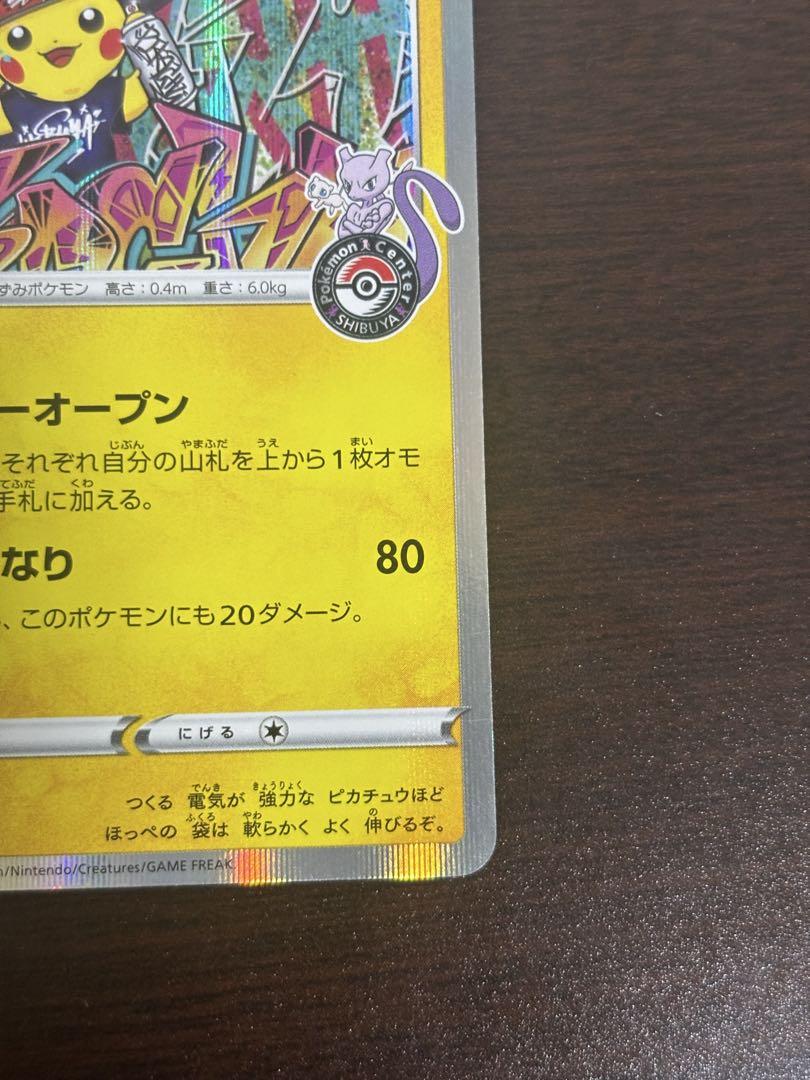 Pokémon Center
SHIBUYA
ずみポケモン 高さ:0.4m 重さ:6.0kg
ーオープン
それぞれ自分の山札を上から1枚オモ
手札に加える。
なり 80
、このポケモンにも20ダメージ。
にげる
つくる 電気が 強力な ピカチュウほど
ほっぺの 袋は 軟らかく よく 伸びるぞ。
/Nintendo/Creatures/GAME FREAK.